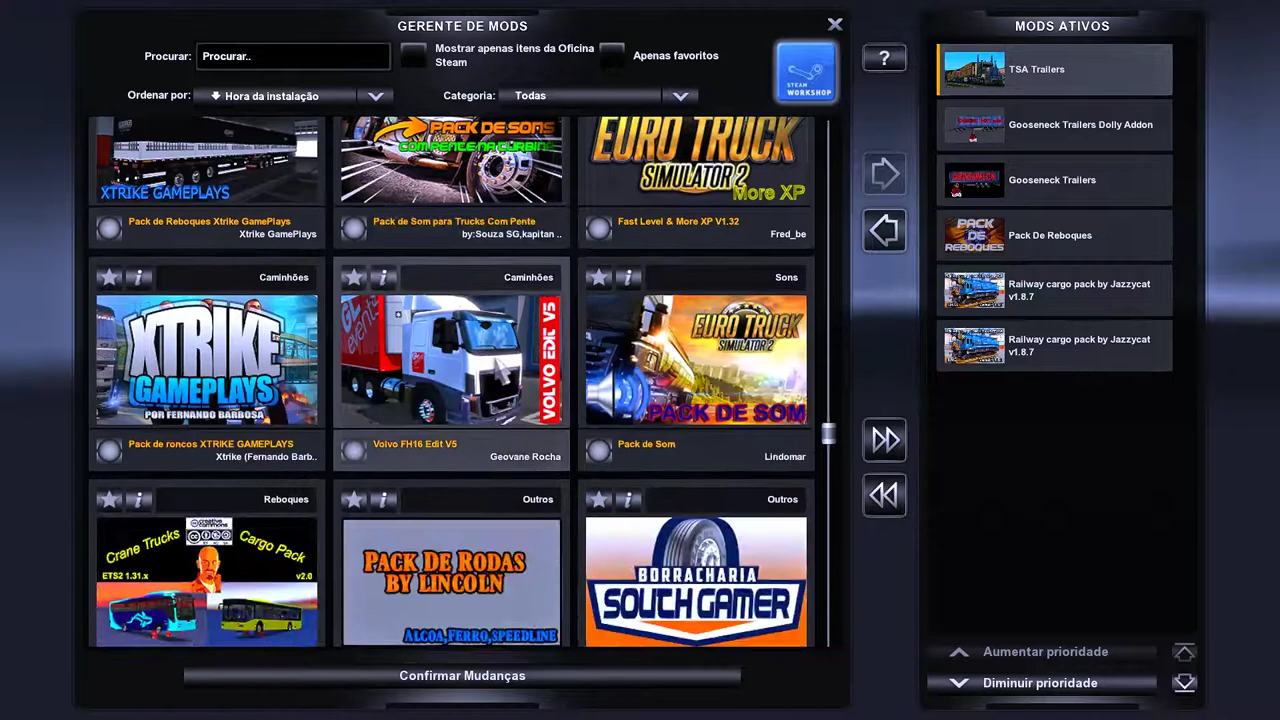 GERENTE DE MODS
Procurar:
Procurar..
Mostrar apenas itens da Oficina
Steam
Apenas favoritos
STEAM
WORKSHOP
Ordenar por:
Hora da instalação
Categoria:
Todas
XTRIKE GAMEPLAYS
PACK DE SONS
COM PENTE NA TURBINA
EURO TRUCK
SIMULATOR 2
More XP
Pack de Reboques Xtrike GamePlays
Xtrike GamePlays
Pack de Som para Trucks Com Pente
by:Souza SG,kapitan ..
Fast Level & More XP V1.32
Fred_be
i
Caminhões
i
Caminhões
i
Sons
XTRIKE
GAMEPLAYS
POR FERNANDO BARBOSA
GL
events
VOLVO EDIT V5
EURO TRUCK
SIMULATOR 2
PACK DE SOM
Pack de roncos XTRIKE GAMEPLAYS
Xtrike (Fernando Barb..
Volvo FH16 Edit V5
Geovane Rocha
Pack de Som
Lindomar
i
Reboques
i
Outros
i
Outros
creative
commons
Crane Trucks
Cargo Pack
ETS2 1.31.x
v2.0
PACK DE RODAS
BY LINCOLN
ALCOA,FERRO,SPEEDLINE
BORRACHARIA
SOUTH GAMER
Confirmar Mudanças
?
MODS ATIVOS
TSA Trailers
Gooseneck Trailers Dolly Addon
Gooseneck Trailers
PACK
DE
REBOQUES
Pack De Reboques
Railway cargo pack by Jazzycat
v1.8.7
Railway cargo pack by Jazzycat
v1.8.7
Aumentar prioridade
Diminuir prioridade